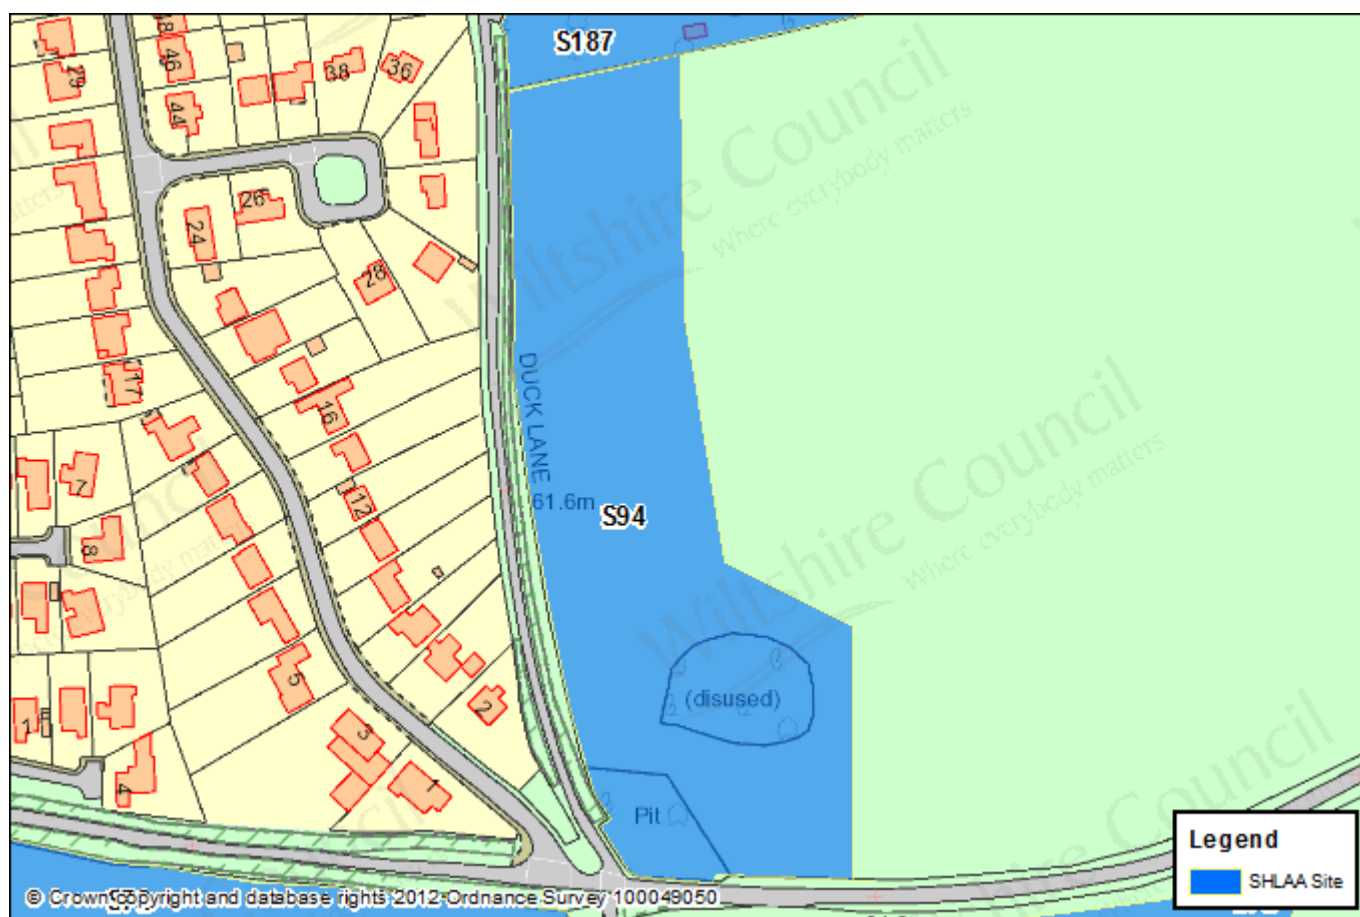 S187
48
46
29
38
36
44
26
24
28
17
DUCK LANE
16
61.6m
S94
7
12
8
(disused)
5
2
1
3
4
1
Pit
Wiltshire Council
Where everybody matters
Wiltshire Council
Where everybody matters
Legend
SHLAA Site
© Crown copyright and database rights 2012 Ordnance Survey 100049050